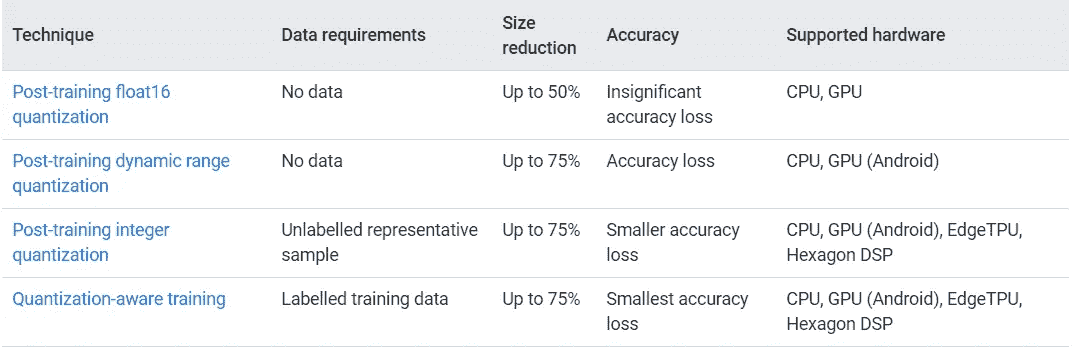 Technique Data requirements Size reduction Accuracy Supported hardware
Post-training float16 quantization No data Up to 50% Insignificant accuracy loss CPU, GPU
Post-training dynamic range quantization No data Up to 75% Accuracy loss CPU, GPU (Android)
Post-training integer quantization Unlabelled representative sample Up to 75% Smaller accuracy loss CPU, GPU (Android), EdgeTPU, Hexagon DSP
Quantization-aware training Labelled training data Up to 75% Smallest accuracy loss CPU, GPU (Android), EdgeTPU, Hexagon DSP